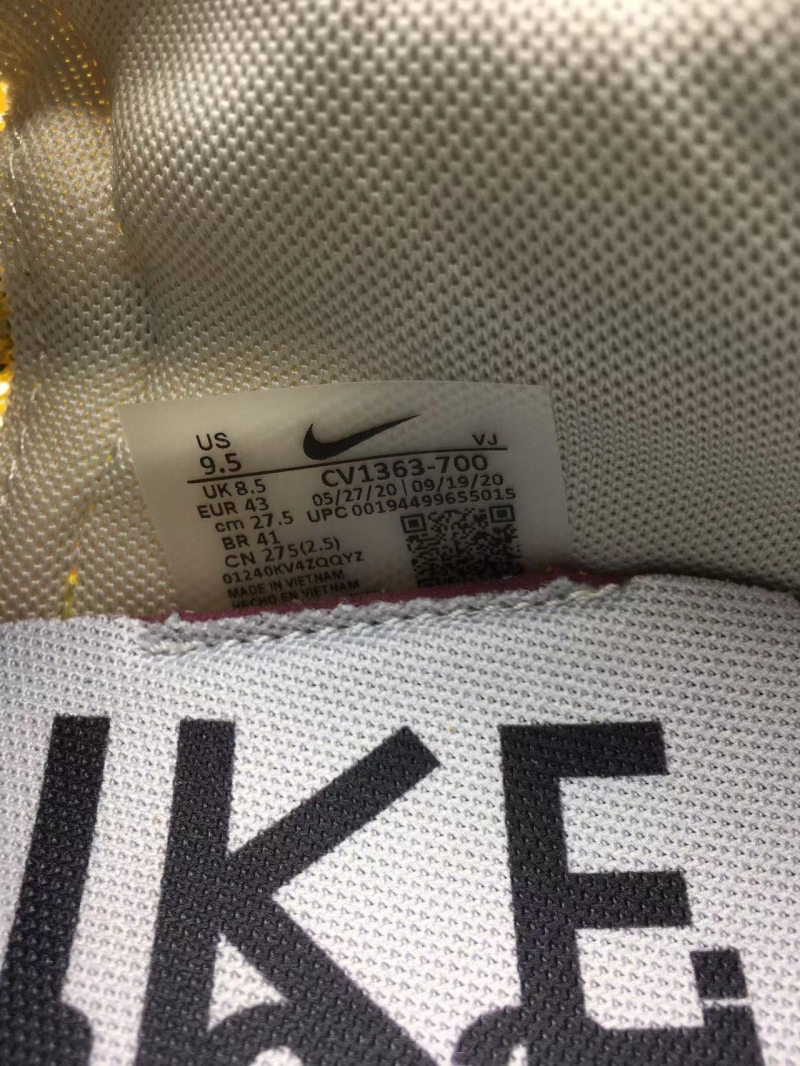 US
9.5
VJ
UK 8.5
EUR 43
cm 27.5
BR 41
CN 275(2.5)
01240KV4ZQQYZ
MADE IN VIETNAM
HECHO EN VIETNAM
CV1363-700
05/27/20 | 09/19/20
UPC 00194499655015
IKE